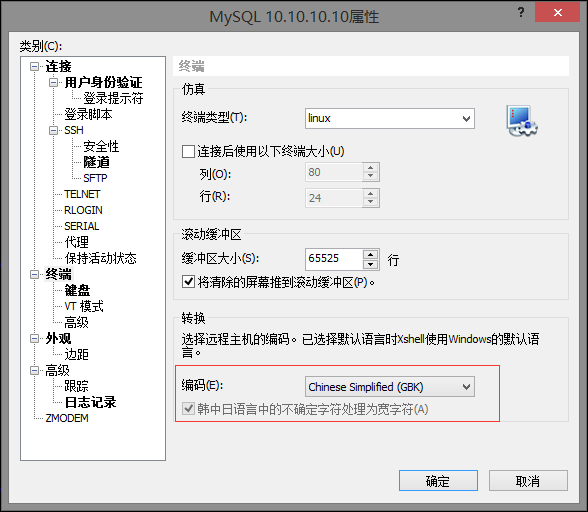 MySQL 10.10.10.10属性
?
类别(C):
连接
用户身份验证
登录提示符
登录脚本
SSH
安全性
隧道
SFTP
TELNET
RLOGIN
SERIAL
代理
保持活动状态
终端
键盘
VT 模式
高级
外观
边距
高级
跟踪
日志记录
ZMODEM
终端
仿真
终端类型(T):
linux
连接后使用以下终端大小(U)
列(O):
80
行(R):
24
滚动缓冲区
缓冲区大小(S):
65525
行
将清除的屏幕推到滚动缓冲区(P)。
转换
选择远程主机的编码。已选择默认语言时Xshell使用Windows的默认语
言。
编码(E):
Chinese Simplified (GBK)
韩中日语言中的不确定字符处理为宽字符(A)
确定
取消